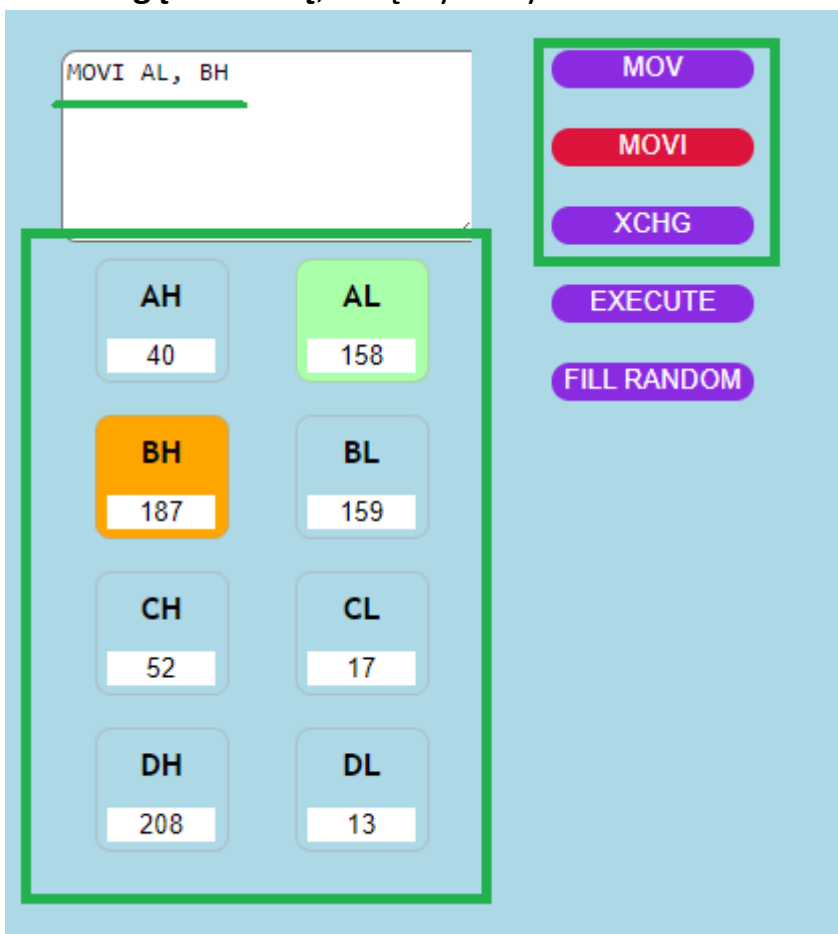 MOVI AL, BH
MOV
MOVI
XCHG
EXECUTE
FILL RANDOM
AH AL
40 158
BH BL
187 159
CH CL
52 17
DH DL
208 13